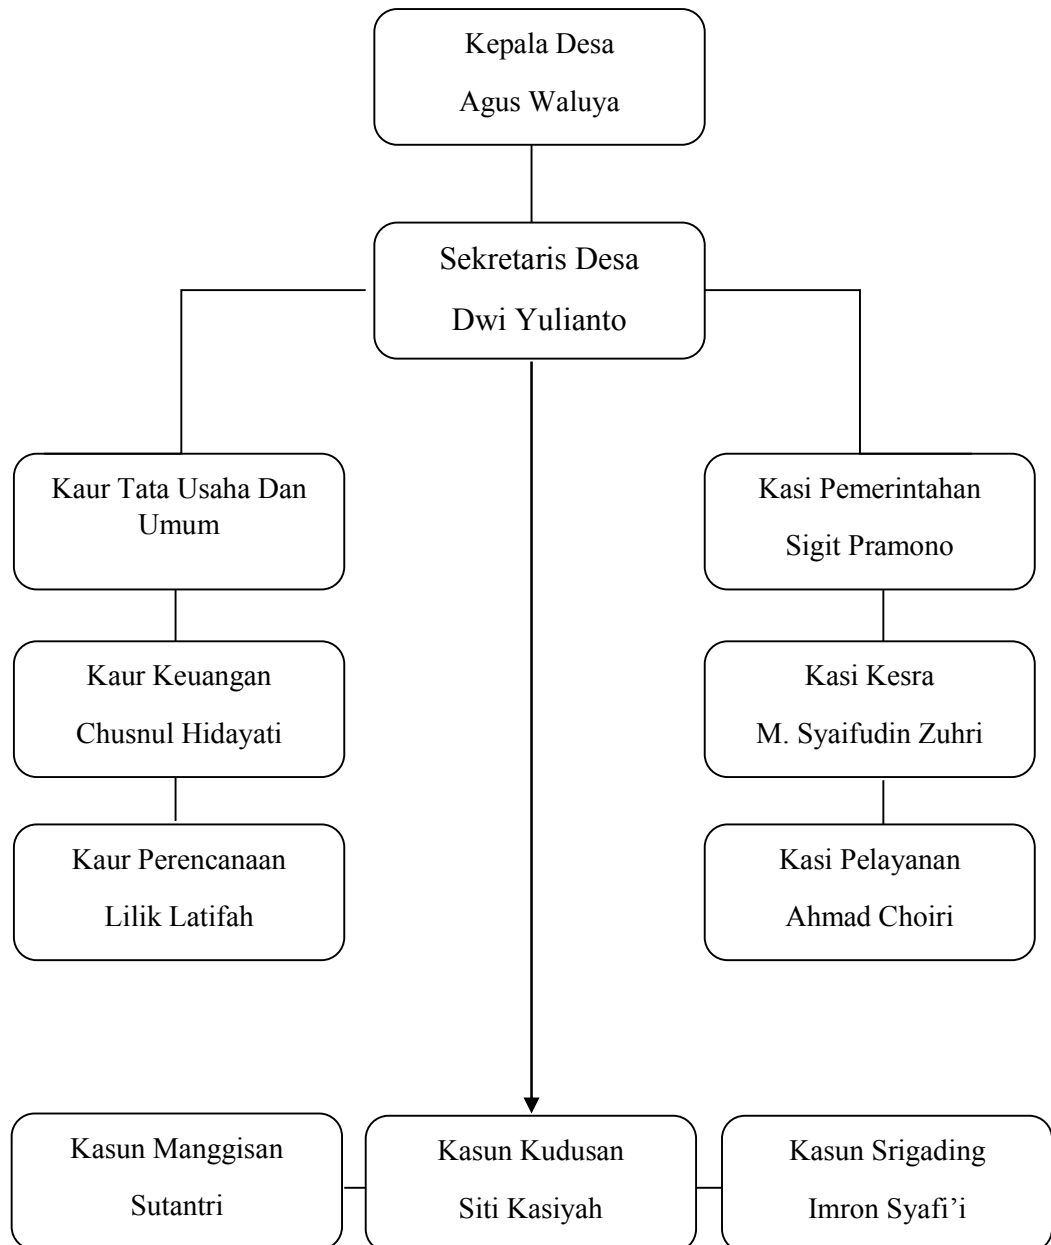 Kepala Desa
Agus Waluya
Sekretaris Desa
Dwi Yulianto
Kaur Tata Usaha Dan
Umum
Kasi Pemerintahan
Sigit Pramono
Kaur Keuangan
Chusnul Hidayati
Kasi Kesra
M. Syaifudin Zuhri
Kaur Perencanaan
Lilik Latifah
Kasi Pelayanan
Ahmad Choiri
Kasun Manggisan
Sutantri
Kasun Kudusan
Siti Kasiyah
Kasun Srigading
Imron Syafi’i